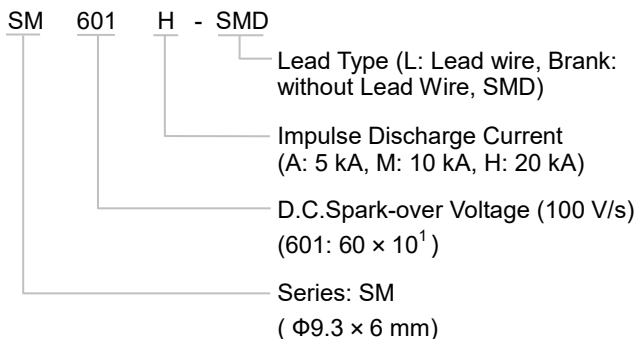 SM 601 H - SMD
Lead Type (L: Lead wire, Brank:
without Lead Wire, SMD)
Impulse Discharge Current
(A: 5 kA, M: 10 kA, H: 20 kA)
D.C.Spark-over Voltage (100 V/s)
(601: 60 × 10¹ )
Series: SM
( Φ9.3 × 6 mm)